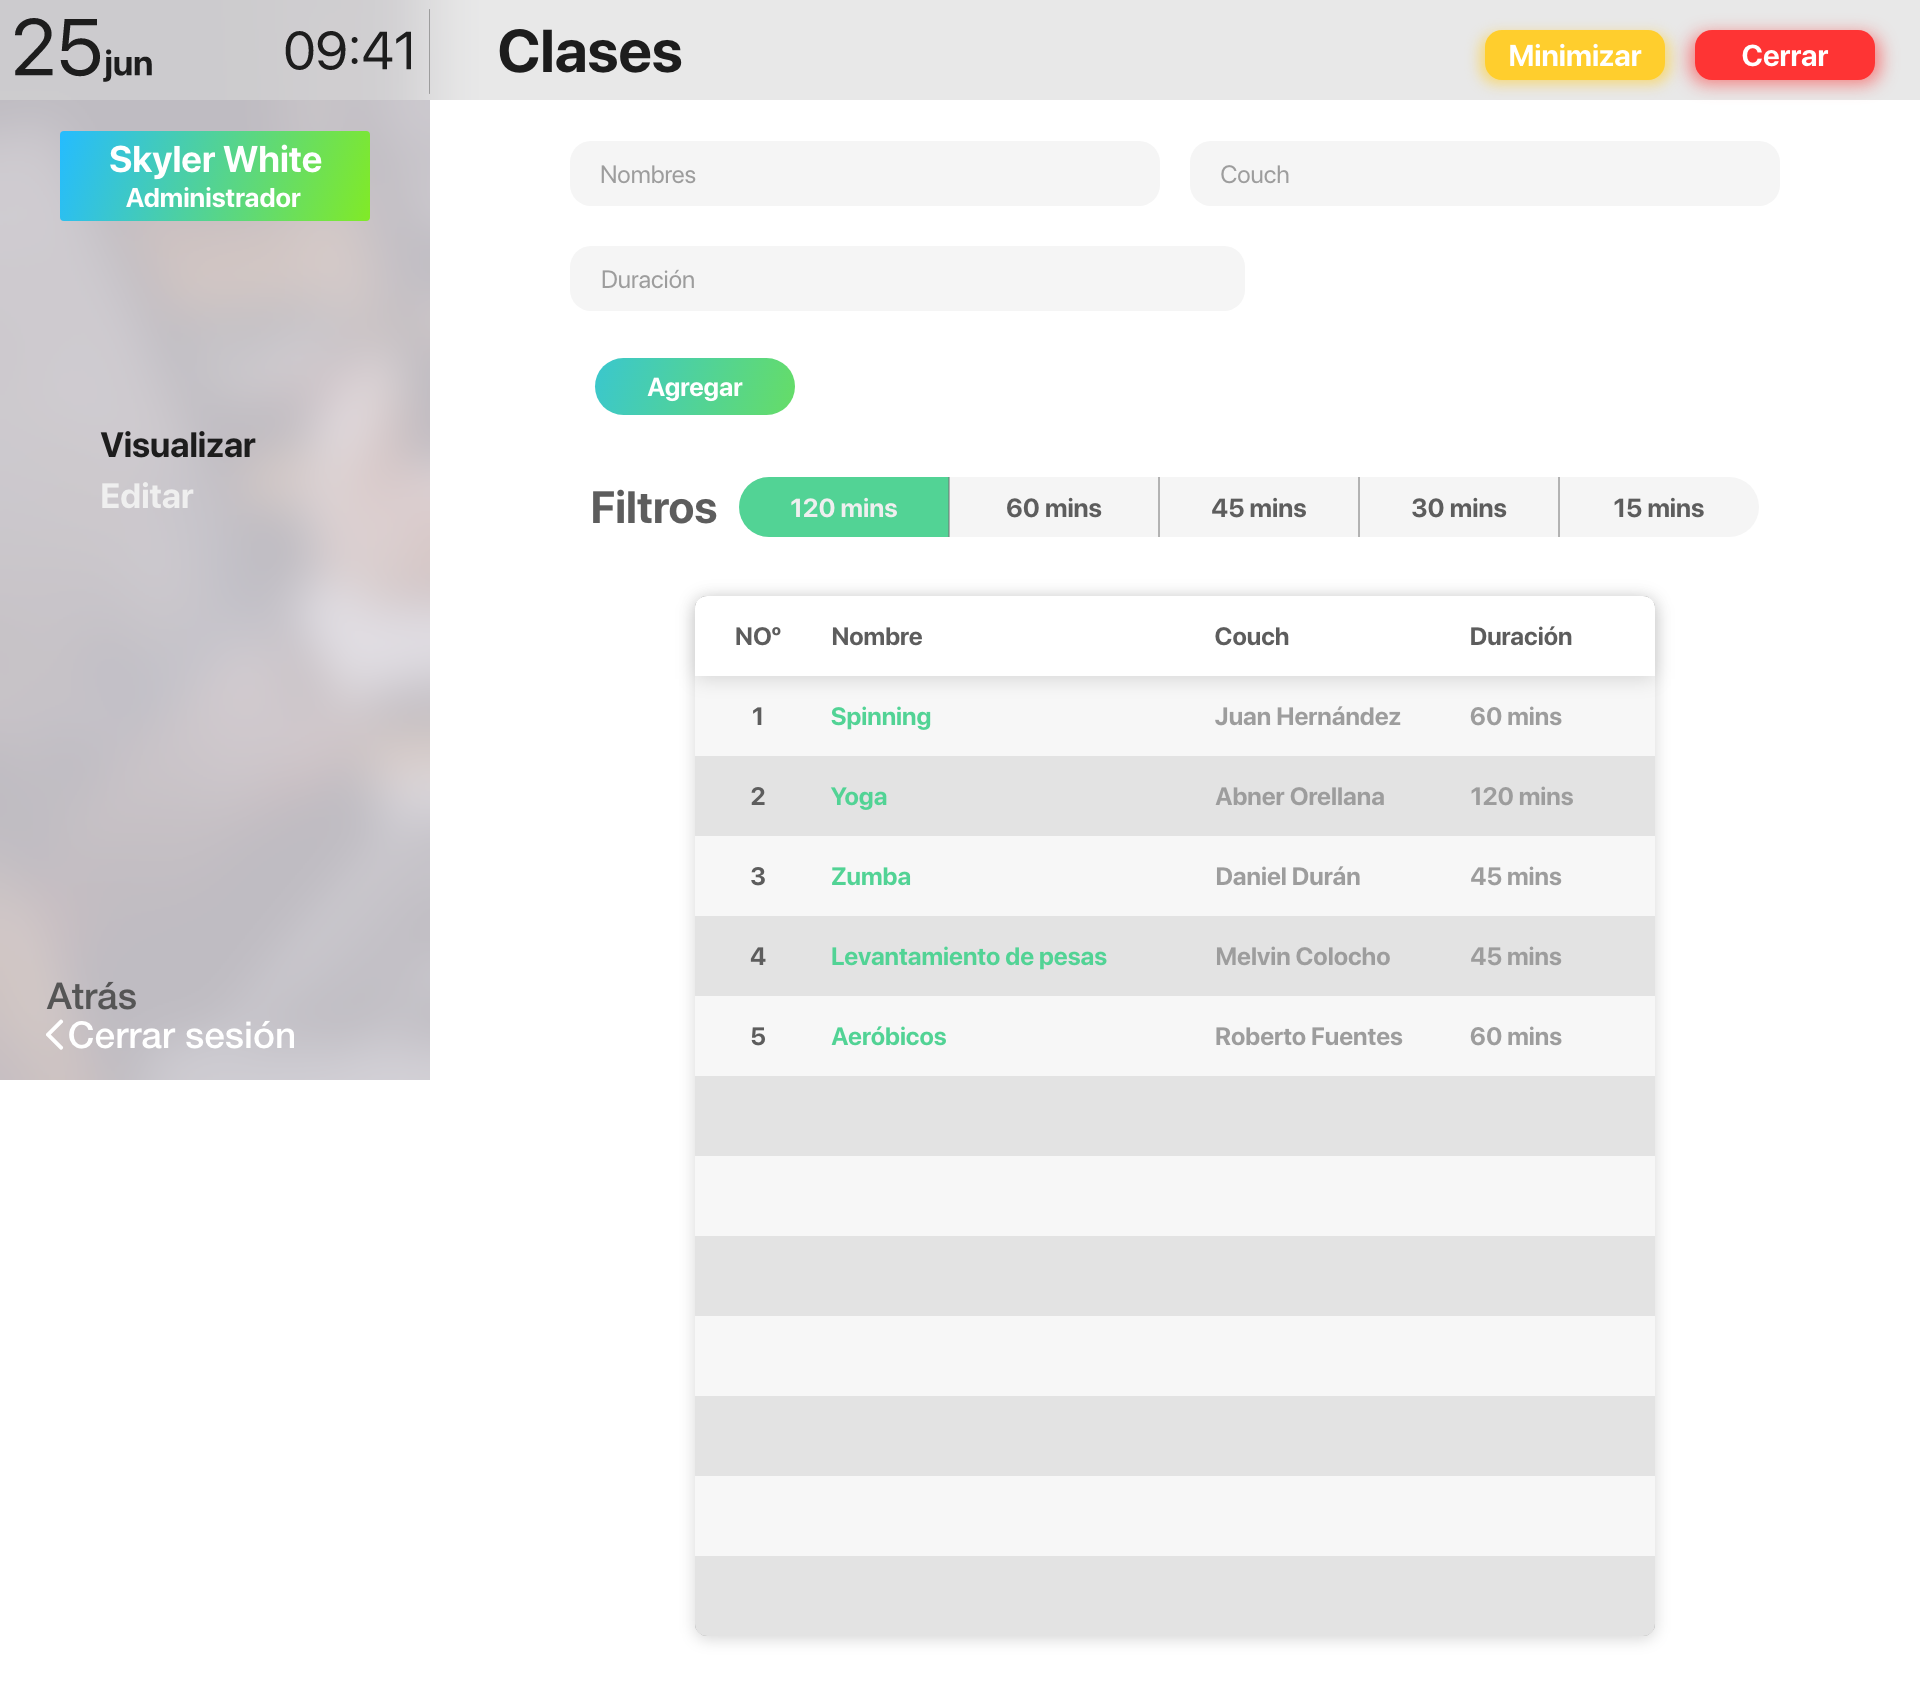 25 jun 09:41 Clases Minimizar Cerrar
Skyler White
Administrador
Visualizar
Editar
Atrás
Cerrar sesión
Nombres Couch
Duración
Agregar
Filtros 120 mins 60 mins 45 mins 30 mins 15 mins
NOº Nombre Couch Duración
1 Spinning Juan Hernández 60 mins
2 Yoga Abner Orellana 120 mins
3 Zumba Daniel Durán 45 mins
4 Levantamiento de pesas Melvin Colocho 45 mins
5 Aeróbicos Roberto Fuentes 60 mins